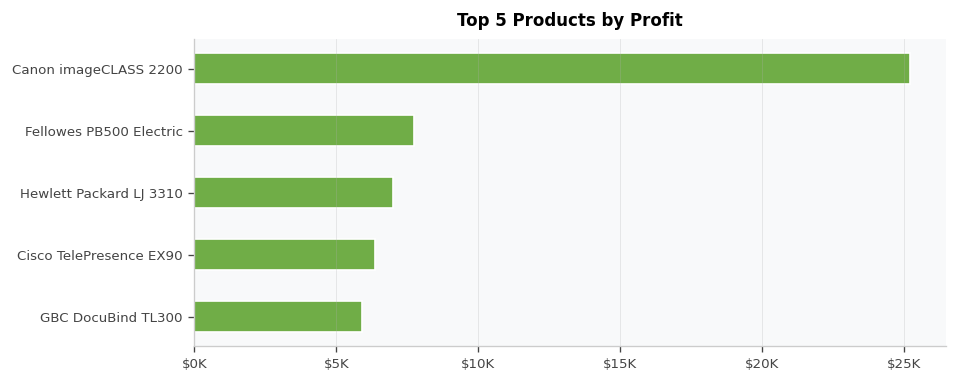 Top 5 Products by Profit
Canon imageCLASS 2200
Fellowes PB500 Electric
Hewlett Packard LJ 3310
Cisco TelePresence EX90
GBC DocuBind TL300
$0K $5K $10K $15K $20K $25K